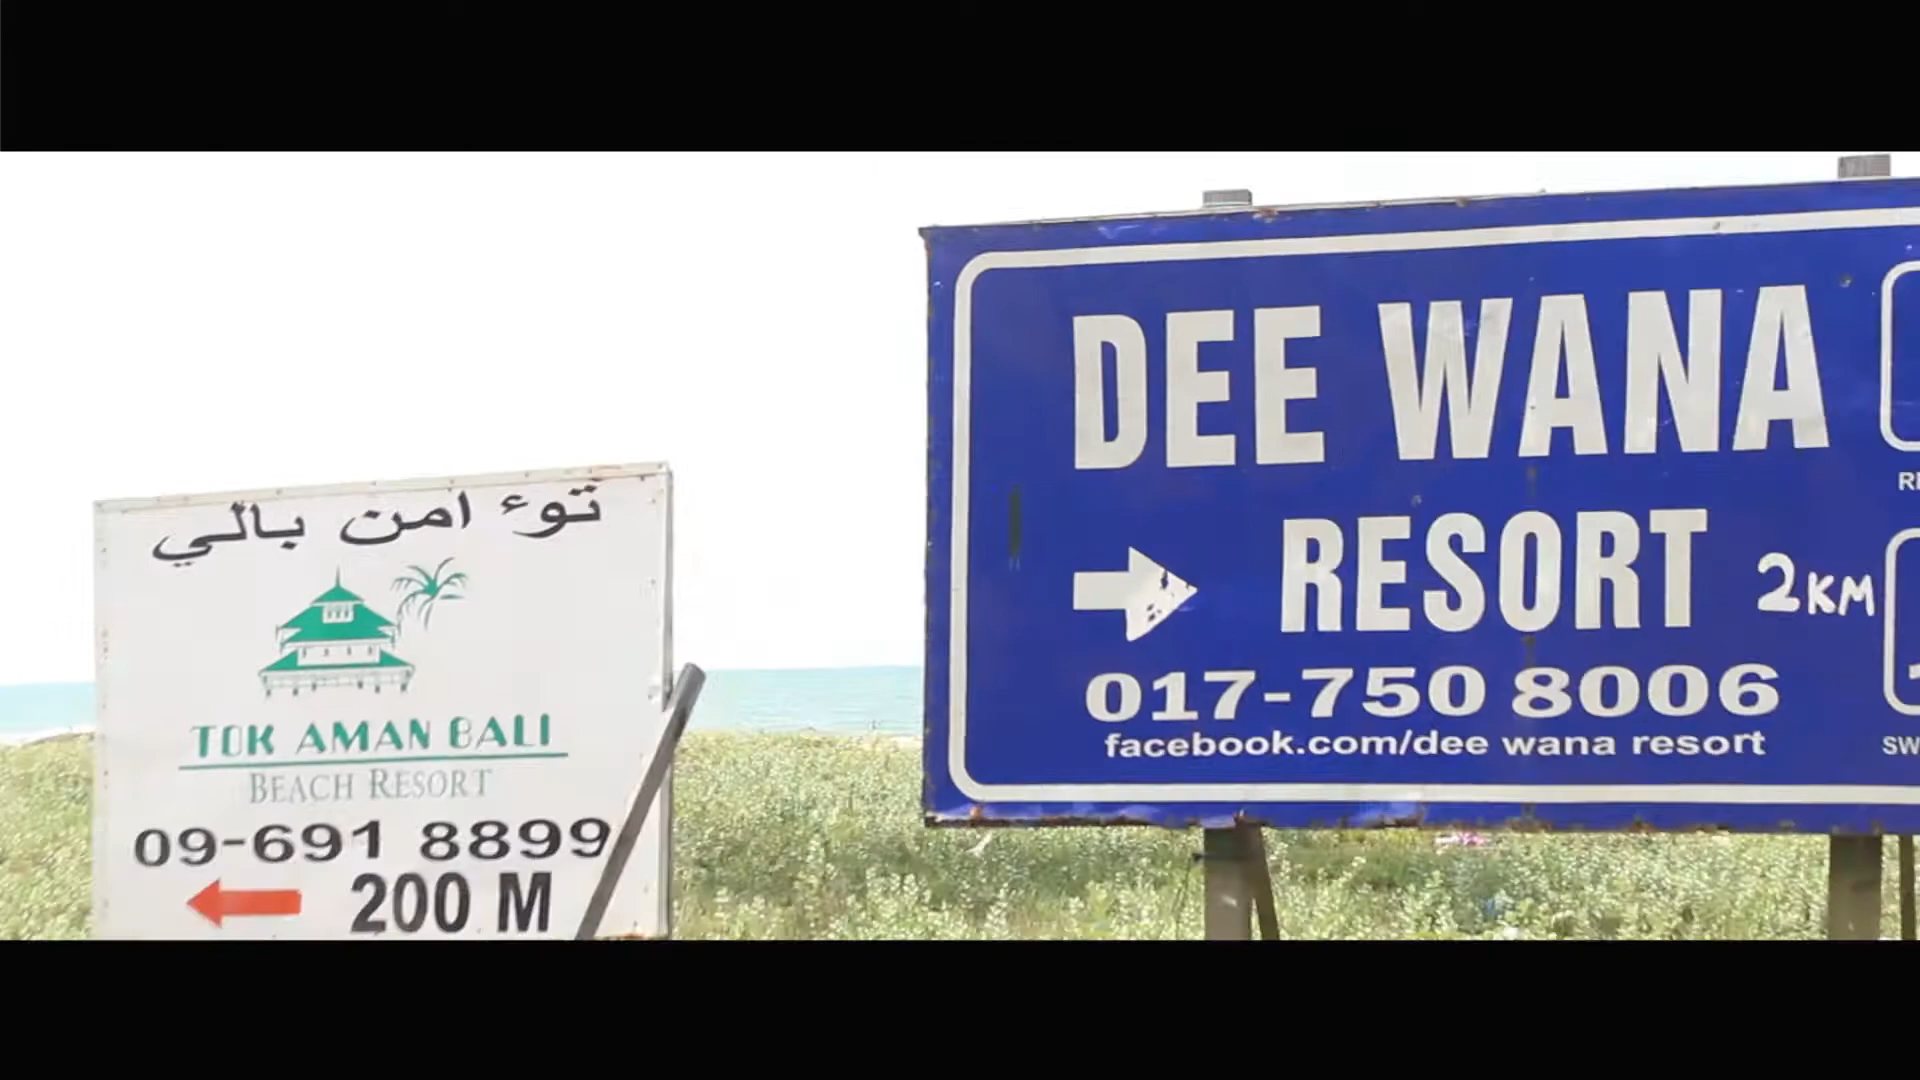 توء امن بالي
TOK AMAN BALI
BEACH RESORT
09-691 8899
200 M
DEE WANA
RESORT 2KM
017-750 8006
facebook.com/dee wana resort